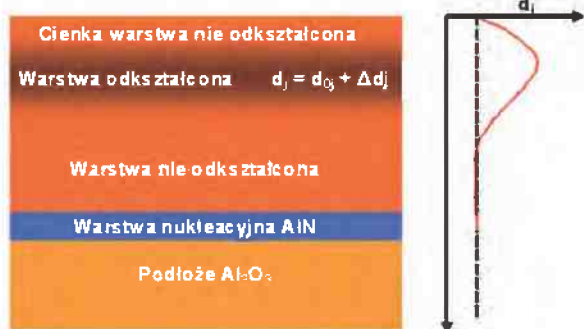 Cienka warstwa nie odkształcona
Warstwa odkształcona dⱼ = d₀ⱼ + Δdj
Warstwa nie odkształcona
Warstwa nukleacyjna AlN
Podłoże Al₂O₃
dⱼ